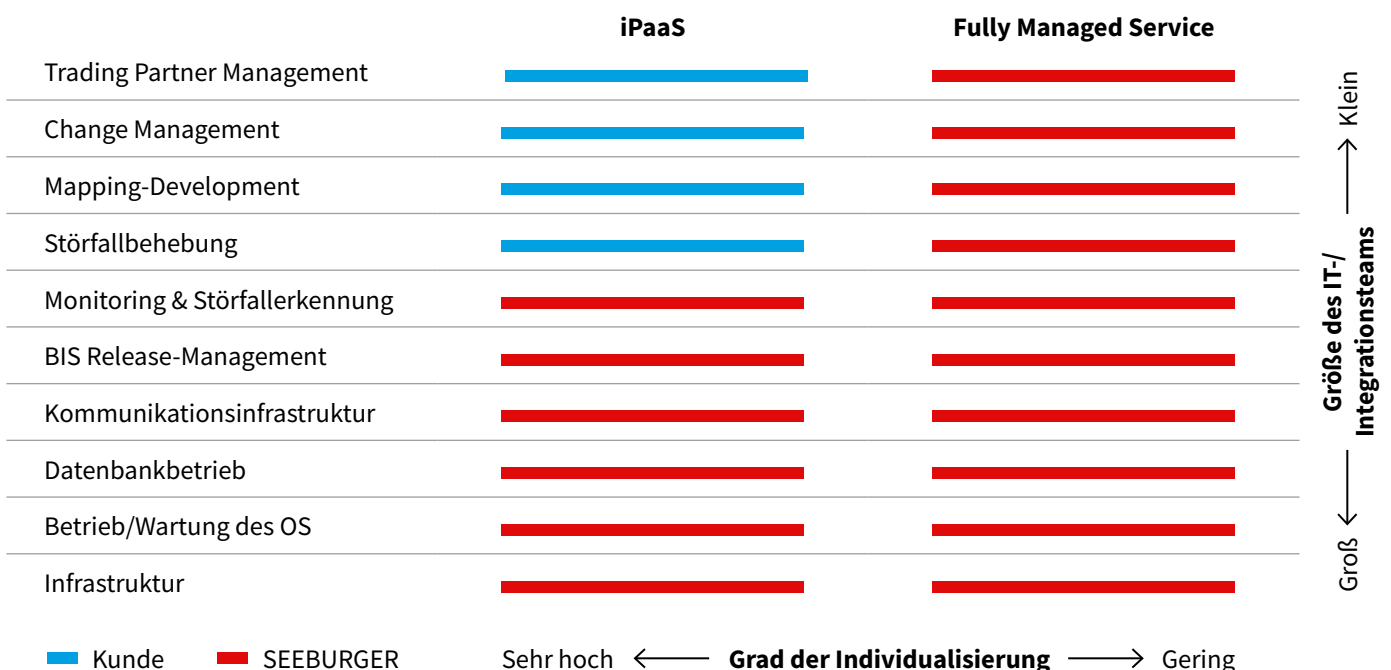 iPaaS Fully Managed Service
Trading Partner Management
Change Management
Mapping-Development
Störfallbehebung
Monitoring & Störfallerkennung
BIS Release-Management
Kommunikationsinfrastruktur
Datenbankbetrieb
Betrieb/Wartung des OS
Infrastruktur
Klein
Größe des IT-/
Integrationsteams
Groß
Kunde SEEBURGER Sehr hoch Grad der Individualisierung Gering